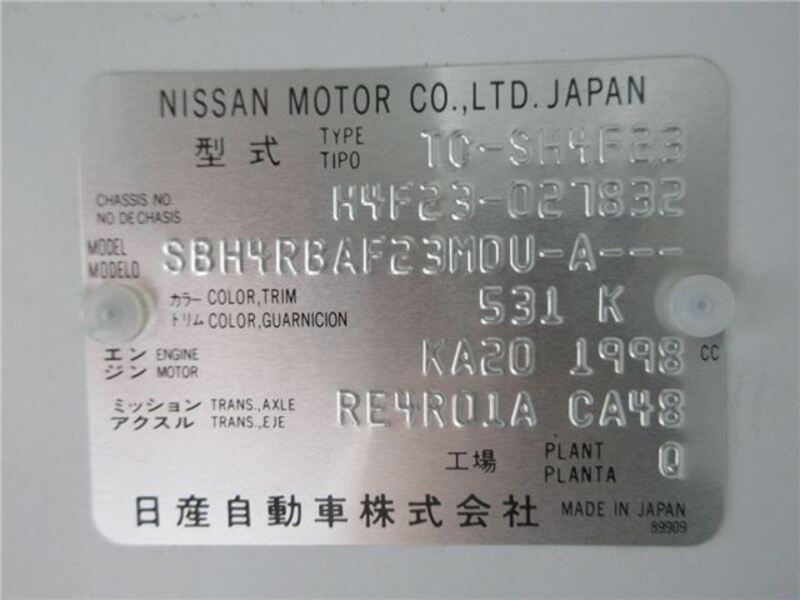 NISSAN MOTOR CO.,LTD. JAPAN
型式 TYPE TIPO TC-SH4F23
CHASSIS NO. NO DE CHASIS H4F23-027832
MODEL MODELO SBH4RBAF23MDU-A---
カラー COLOR,TRIM
トリム COLOR,GUARNICION 531 K
エン ENGINE
ジン MOTOR KA20 1998 CC
ミッション TRANS.,AXLE
アクスル TRANS.,EJE RE4R01A CA48
工場 PLANT PLANTA Q
日産自動車株式会社 MADE IN JAPAN
89909